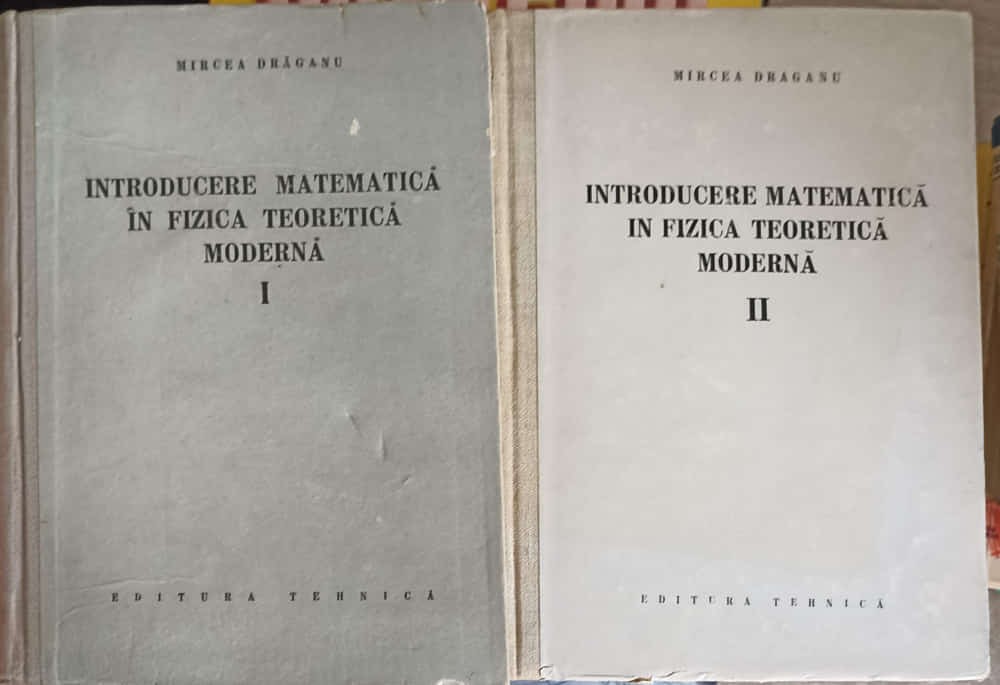 MIRCEA DRĂGANU
INTRODUCERE MATEMATICĂ
ÎN FIZICA TEORETICĂ
MODERNĂ
I
EDITURA TEHNICĂ
MIRCEA DRAGANU
INTRODUCERE MATEMATICĂ
IN FIZICA TEORETICĂ
MODERNĂ
II
EDITURA TEHNICĂ